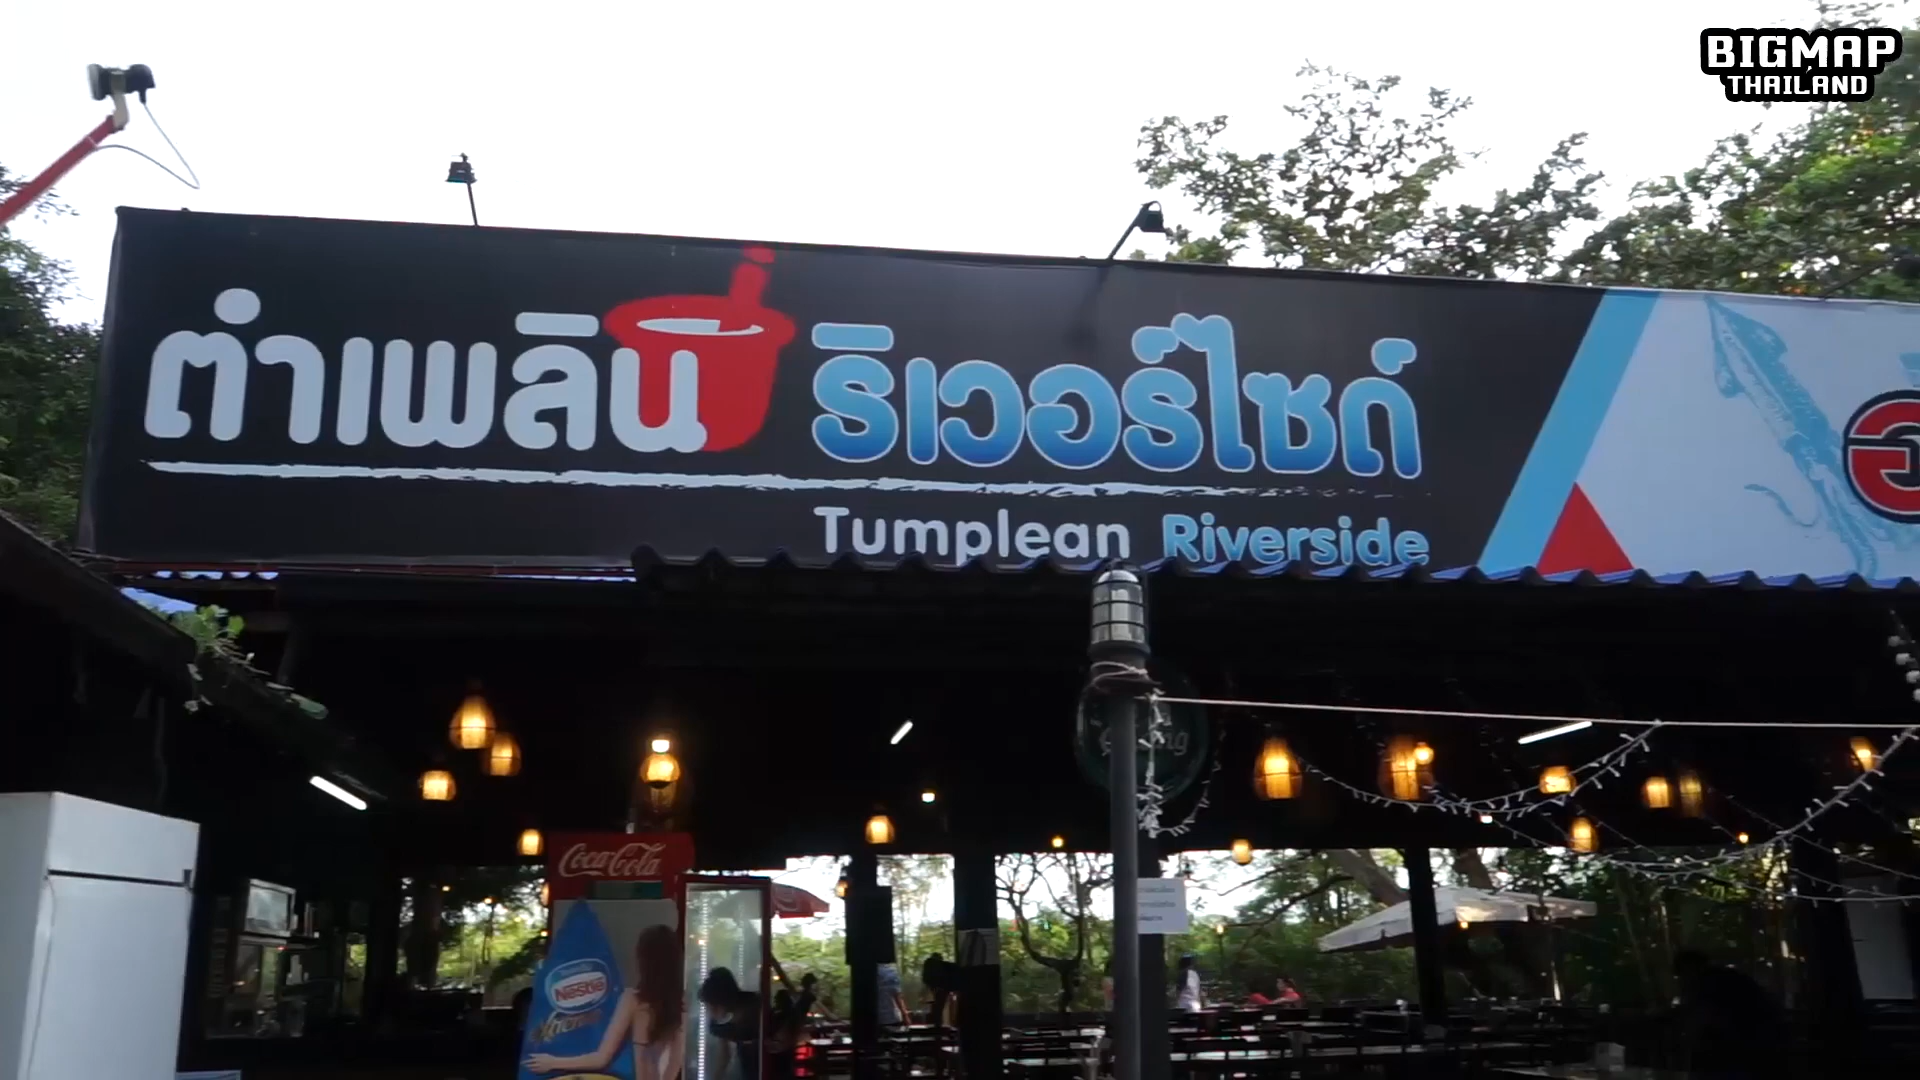 BIGMAP
THAILAND
ตำเพลิน ริเวอร์ไซด์
Tumplean Riverside
Coca-Cola
Nestlé